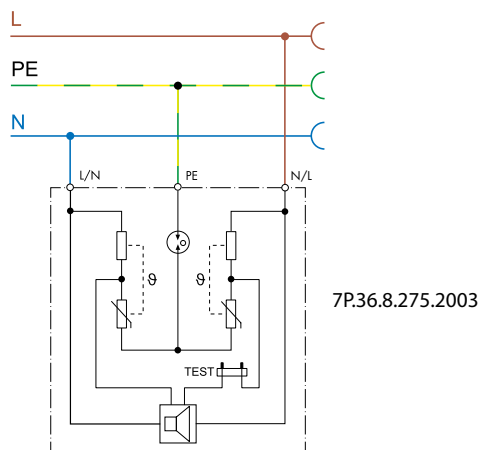 L
PE
N
L/N
PE
N/L
ϑ
ϑ
7P.36.8.275.2003
TEST